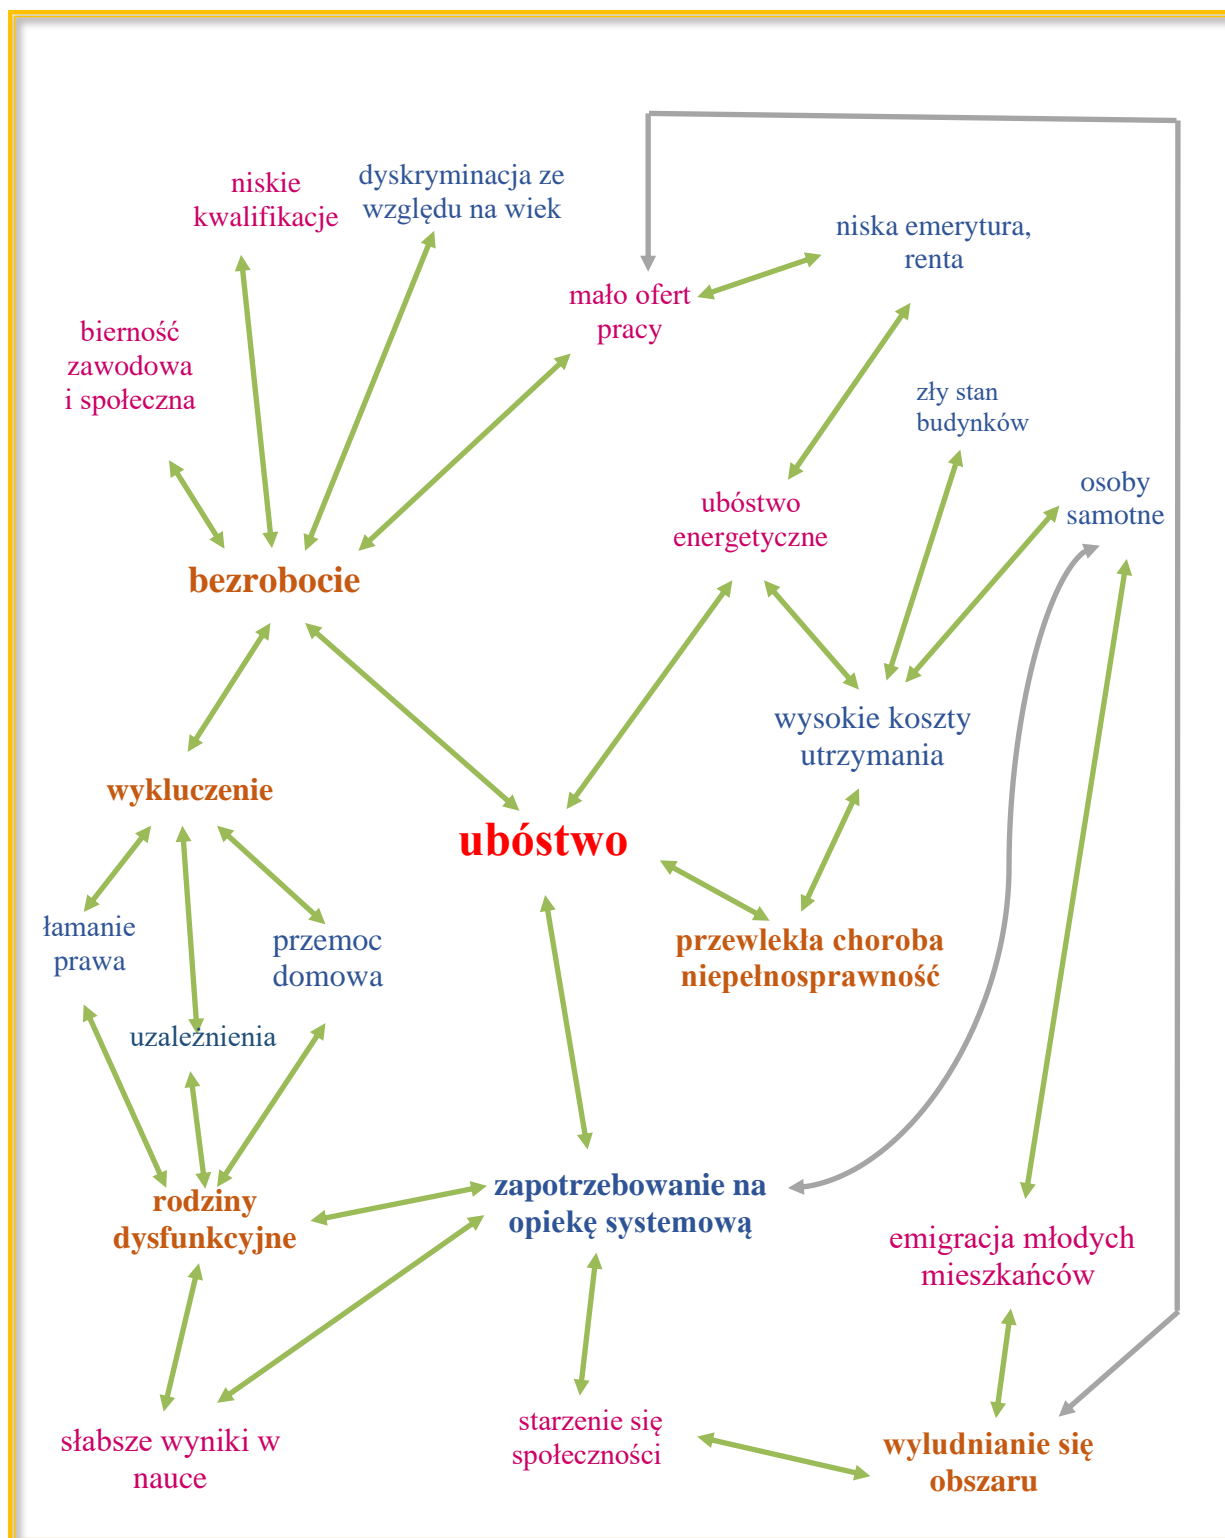 niskie
kwalifikacje
dyskryminacja ze
względu na wiek
niska emerytura,
renta
mało ofert
pracy
bierność
zawodowa
i społeczna
zły stan
budynków
osoby
samotne
ubóstwo
energetyczne
bezrobocie
wysokie koszty
utrzymania
wykluczenie
ubóstwo
łamanie
prawa
przemoc
domowa
przewlekła choroba
niepełnosprawność
uzależnienia
rodziny
dysfunkcyjne
zapotrzebowanie na
opiekę systemową
emigracja młodych
mieszkańców
słabsze wyniki w
nauce
starzenie się
społeczności
wyludnianie się
obszaru